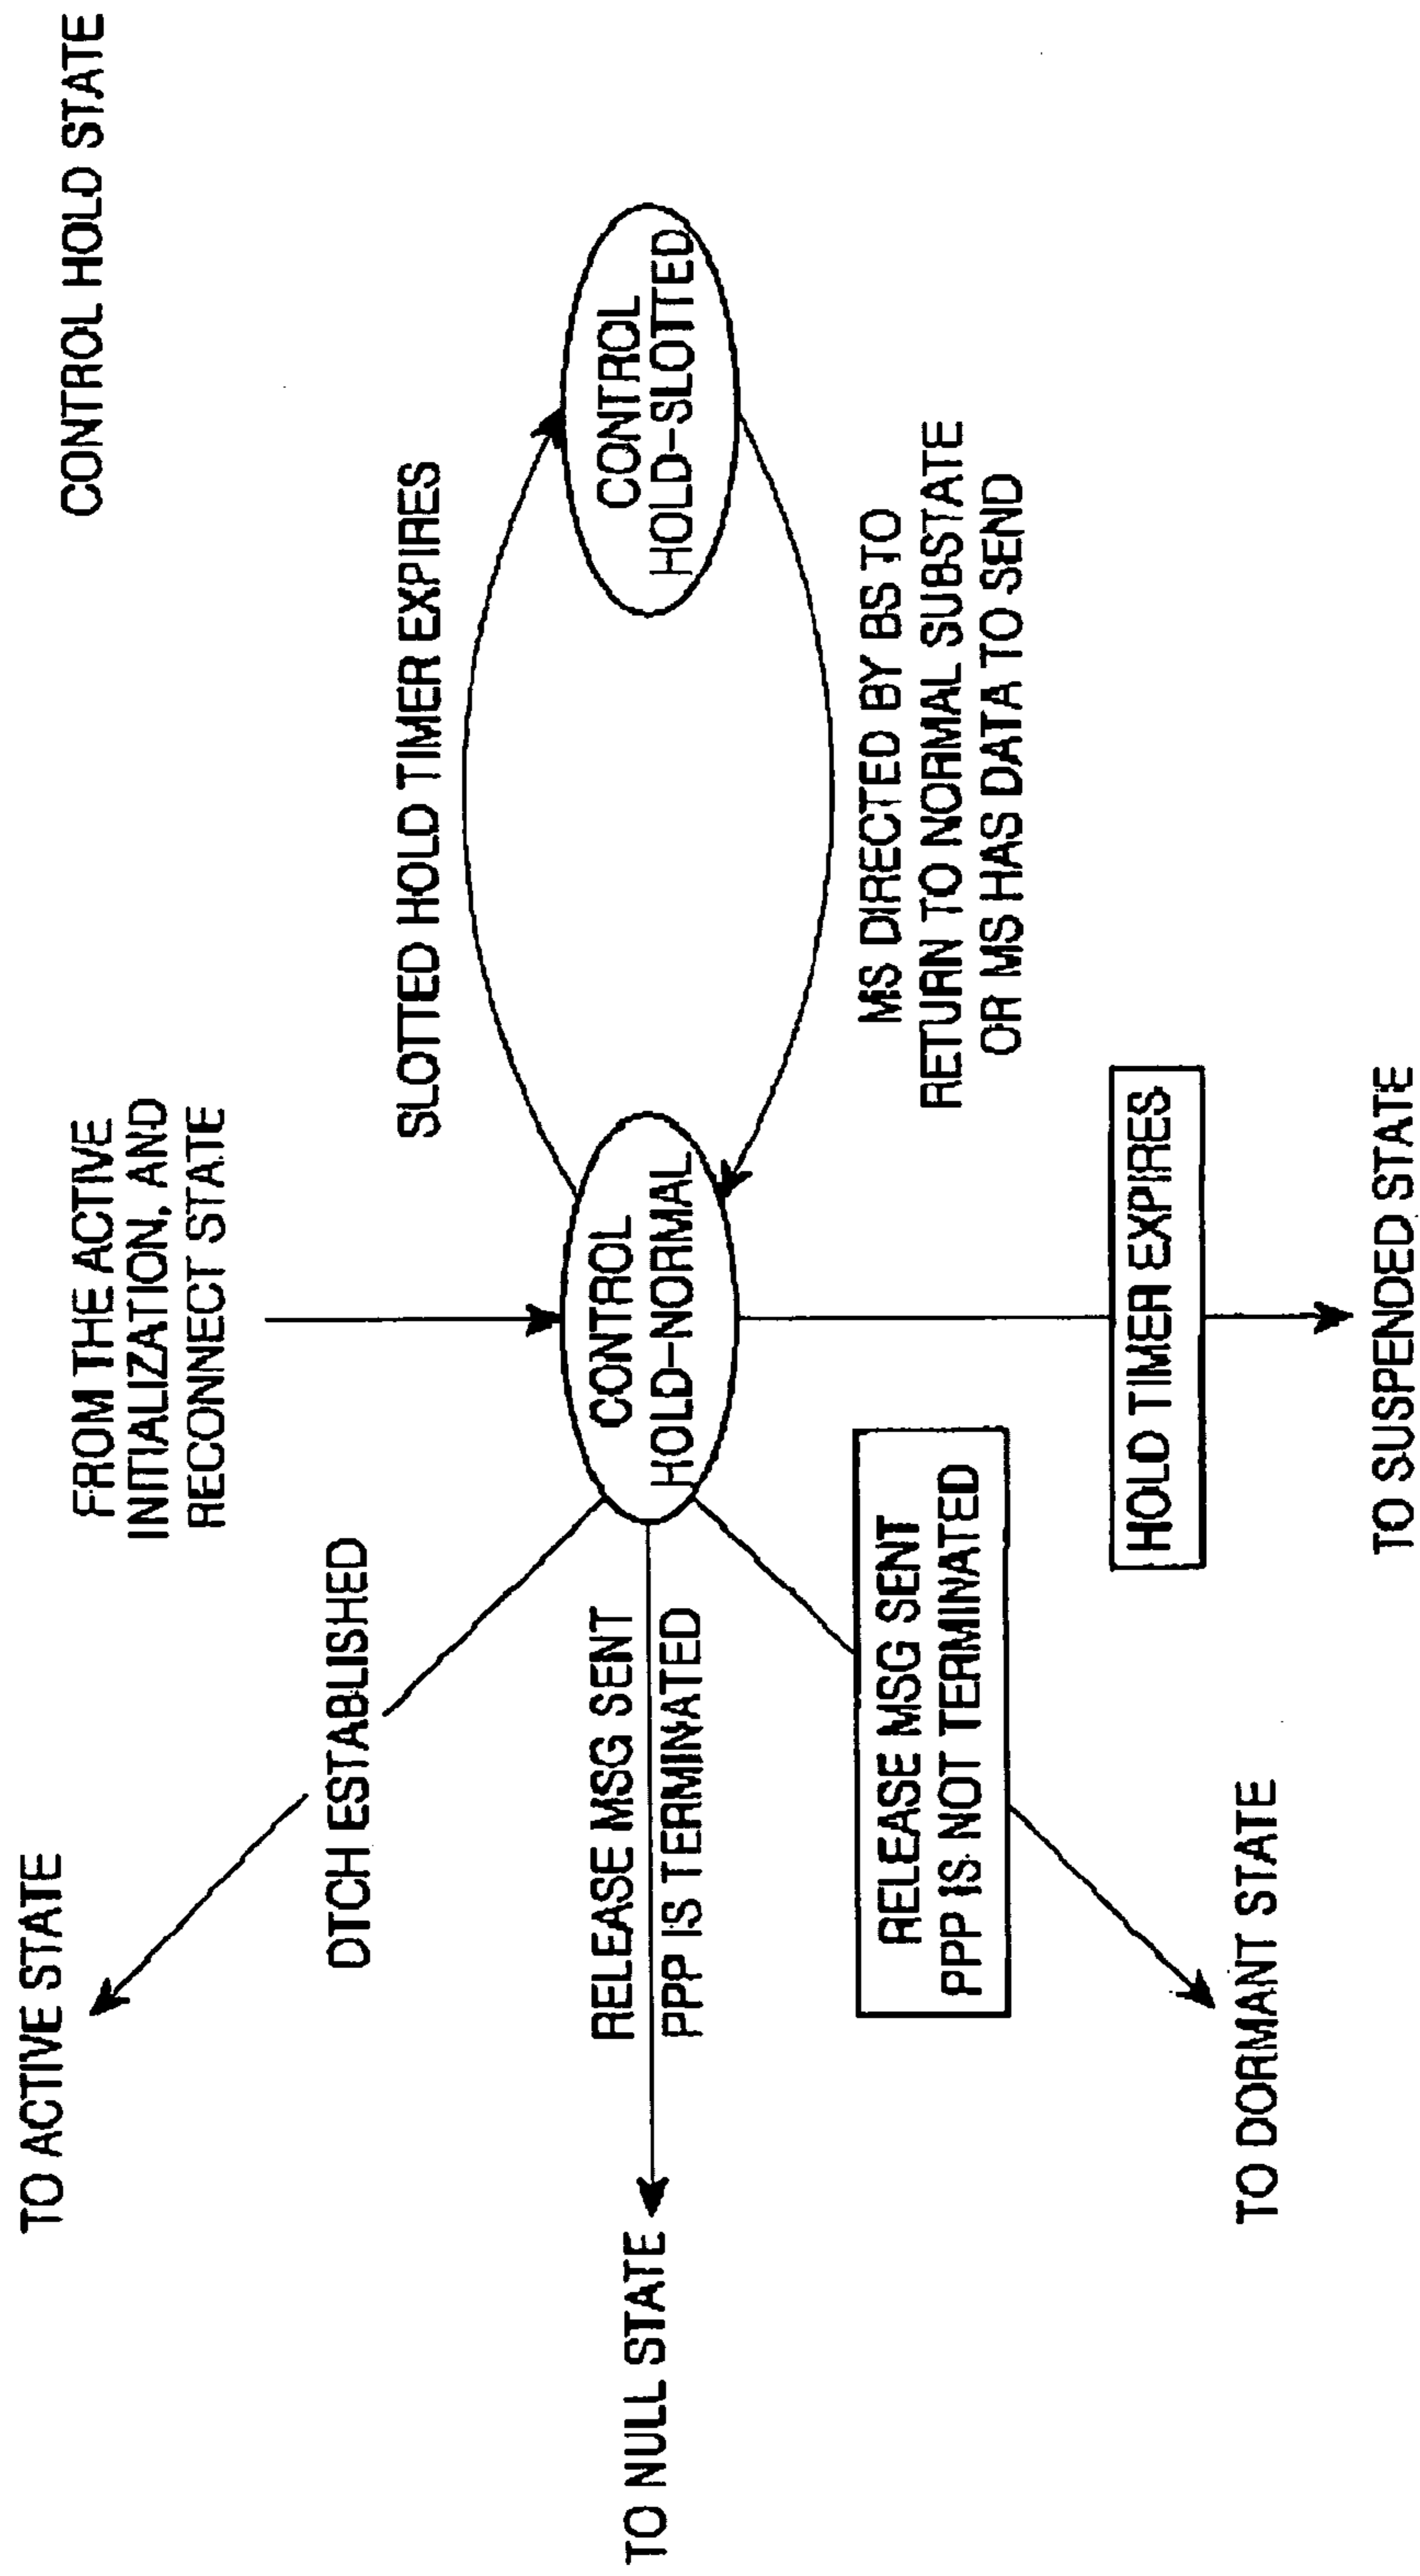 CONTROL HOLD STATE
FROM THE ACTIVE
INITIALIZATION, AND
RECONNECT STATE
TO ACTIVE STATE
DTCH ESTABLISHED
SLOTTED HOLD TIMER EXPIRES
TO NULL STATE
RELEASE MSG SENT
PPP IS TERMINATED
CONTROL
HOLD-NORMAL
CONTROL
HOLD-SLOTTED
MS DIRECTED BY BS TO
RETURN TO NORMAL SUBSTATE
OR MS HAS DATA TO SEND
RELEASE MSG SENT
PPP IS NOT TERMINATED
HOLD TIMER EXPIRES
TO DORMANT STATE
TO SUSPENDED STATE